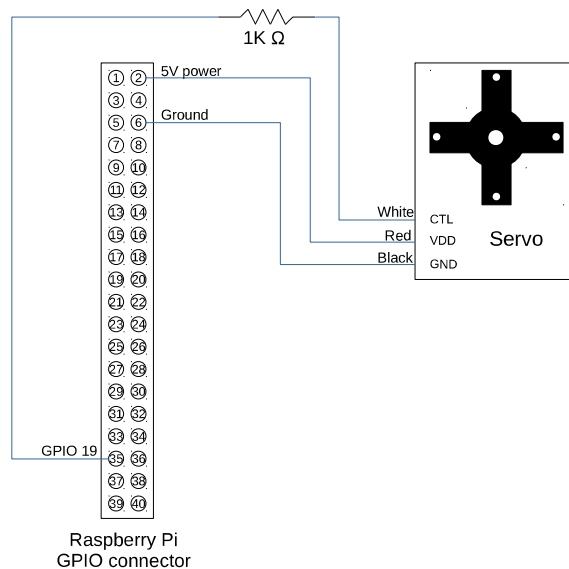 1K Ω
5V power
Ground
1 2
3 4
5 6
7 8
9 10
11 12
13 14
15 16
17 18
19 20
21 22
23 24
25 26
27 28
29 30
31 32
33 34
GPIO 19
35 36
37 38
39 40
Raspberry Pi
GPIO connector
White
Red
Black
CTL
VDD
GND
Servo